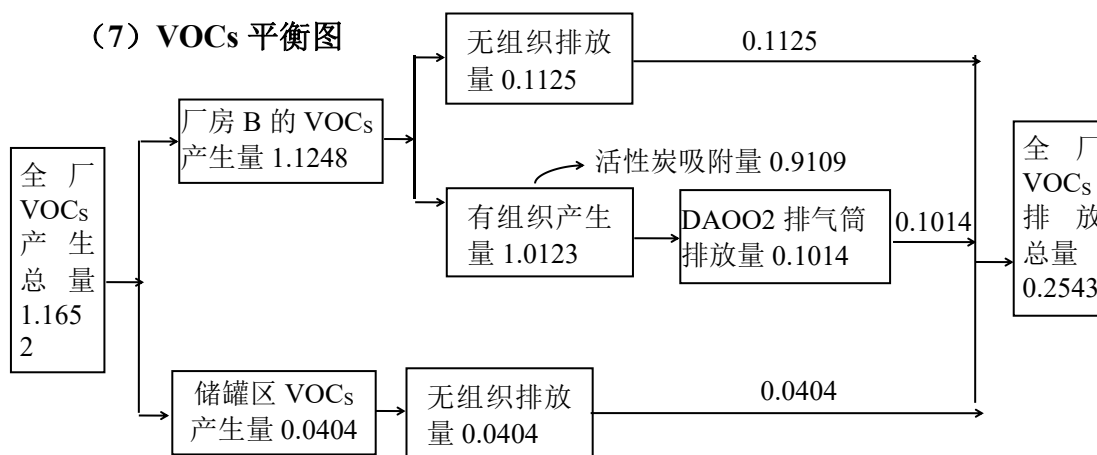 （7）VOCs 平衡图
全厂
VOCs
产生
总量
1.165
2
厂房 B 的 VOCs
产生量 1.1248
无组织排放
量 0.1125
0.1125
活性炭吸附量 0.9109
有组织产生
量 1.0123
DAOO2 排气筒
排放量 0.1014
0.1014
储罐区 VOCs
产生量 0.0404
无组织排放
量 0.0404
0.0404
全厂
VOCs
排放
总量
0.2543